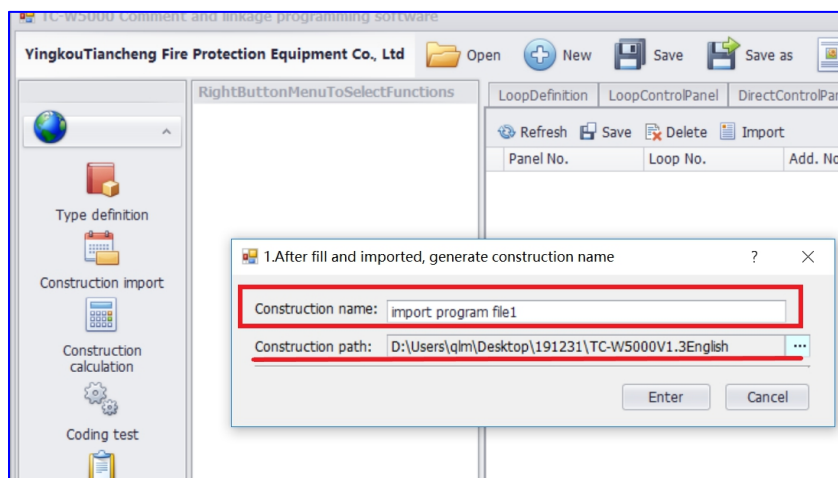 TC-W5000 Comment and linkage programming software
YingkouTiancheng Fire Protection Equipment Co., Ltd Open New Save Save as
RightButtonMenuToSelectFunctions
LoopDefinition LoopControlPanel DirectControlPan
Refresh Save Delete Import
Panel No. Loop No. Add. No
Type definition
Construction import
Construction
calculation
Coding test
1.After fill and imported, generate construction name ?
Construction name: import program file1
Construction path: D:\Users\qlm\Desktop\191231\TC-W5000V1.3English ...
Enter Cancel